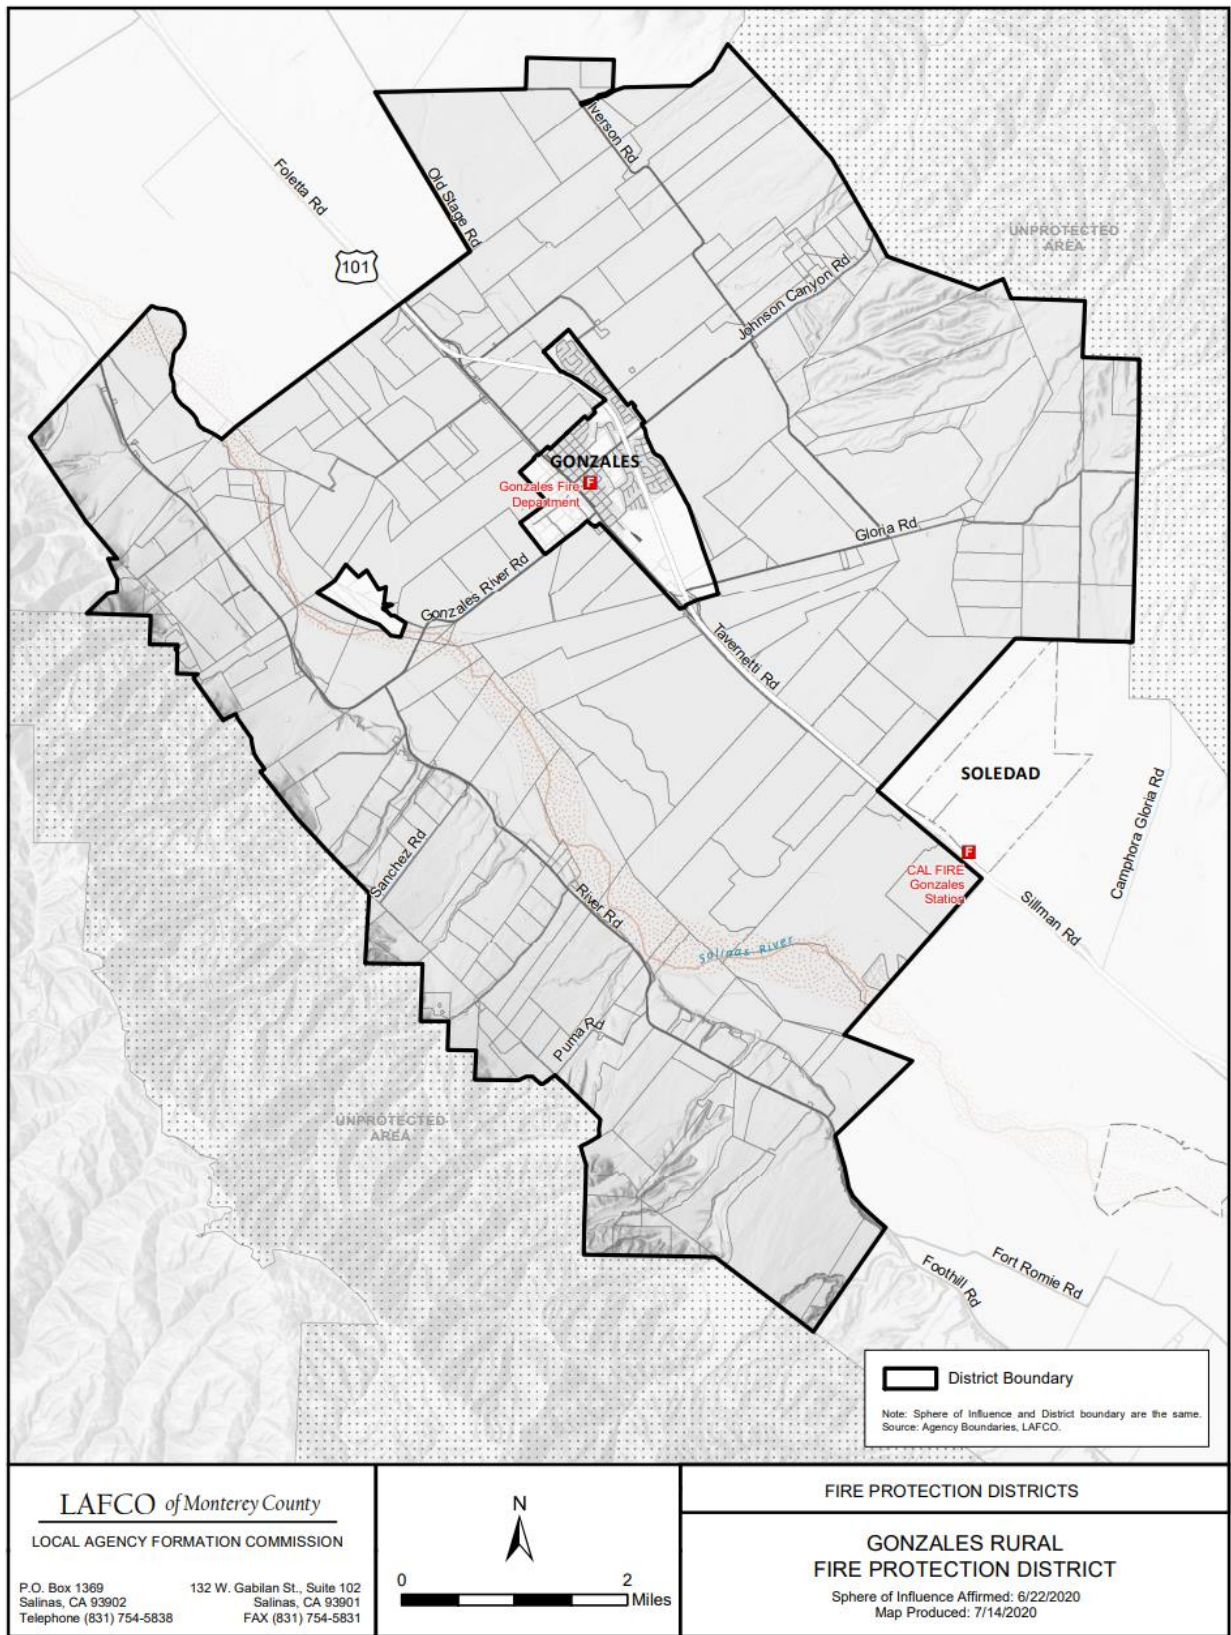 Iverson Rd
Foletta Rd
Old Stage Rd
101
UNPROTECTED
AREA
Johnson Canyon Rd
GONZALES
Gonzales Fire
Department
F
Gloria Rd
Gonzales River Rd
Tavernetti Rd
SOLEDAD
Camphora Gloria Rd
F
CAL FIRE
Gonzales
Station
Sanchez Rd
River Rd
Sillman Rd
Salinas River
Puma Rd
UNPROTECTED
AREA
Foothill Rd
Fort Romie Rd
District Boundary
Note: Sphere of Influence and District boundary are the same.
Source: Agency Boundaries, LAFCO.
LAFCO of Monterey County
LOCAL AGENCY FORMATION COMMISSION
P.O. Box 1369
Salinas, CA 93902
Telephone (831) 754-5838
132 W. Gabilan St., Suite 102
Salinas, CA 93901
FAX (831) 754-5831
N
0 2
Miles
FIRE PROTECTION DISTRICTS
GONZALES RURAL
FIRE PROTECTION DISTRICT
Sphere of Influence Affirmed: 6/22/2020
Map Produced: 7/14/2020